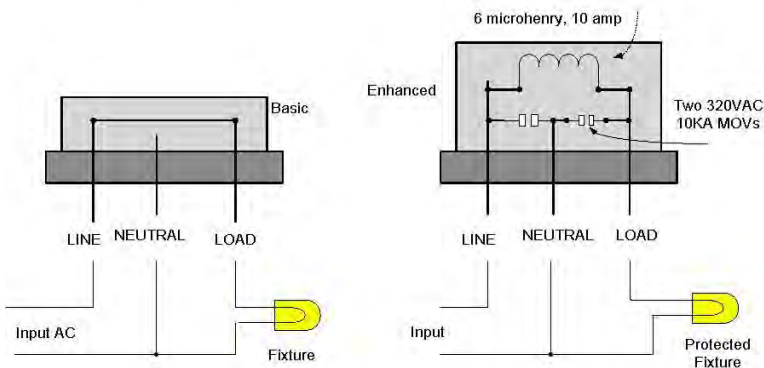 Basic
LINE
NEUTRAL
LOAD
Input AC
Fixture
6 microhenry, 10 amp
Enhanced
Two 320VAC
10KA MOVs
LINE
NEUTRAL
LOAD
Input
Protected
Fixture